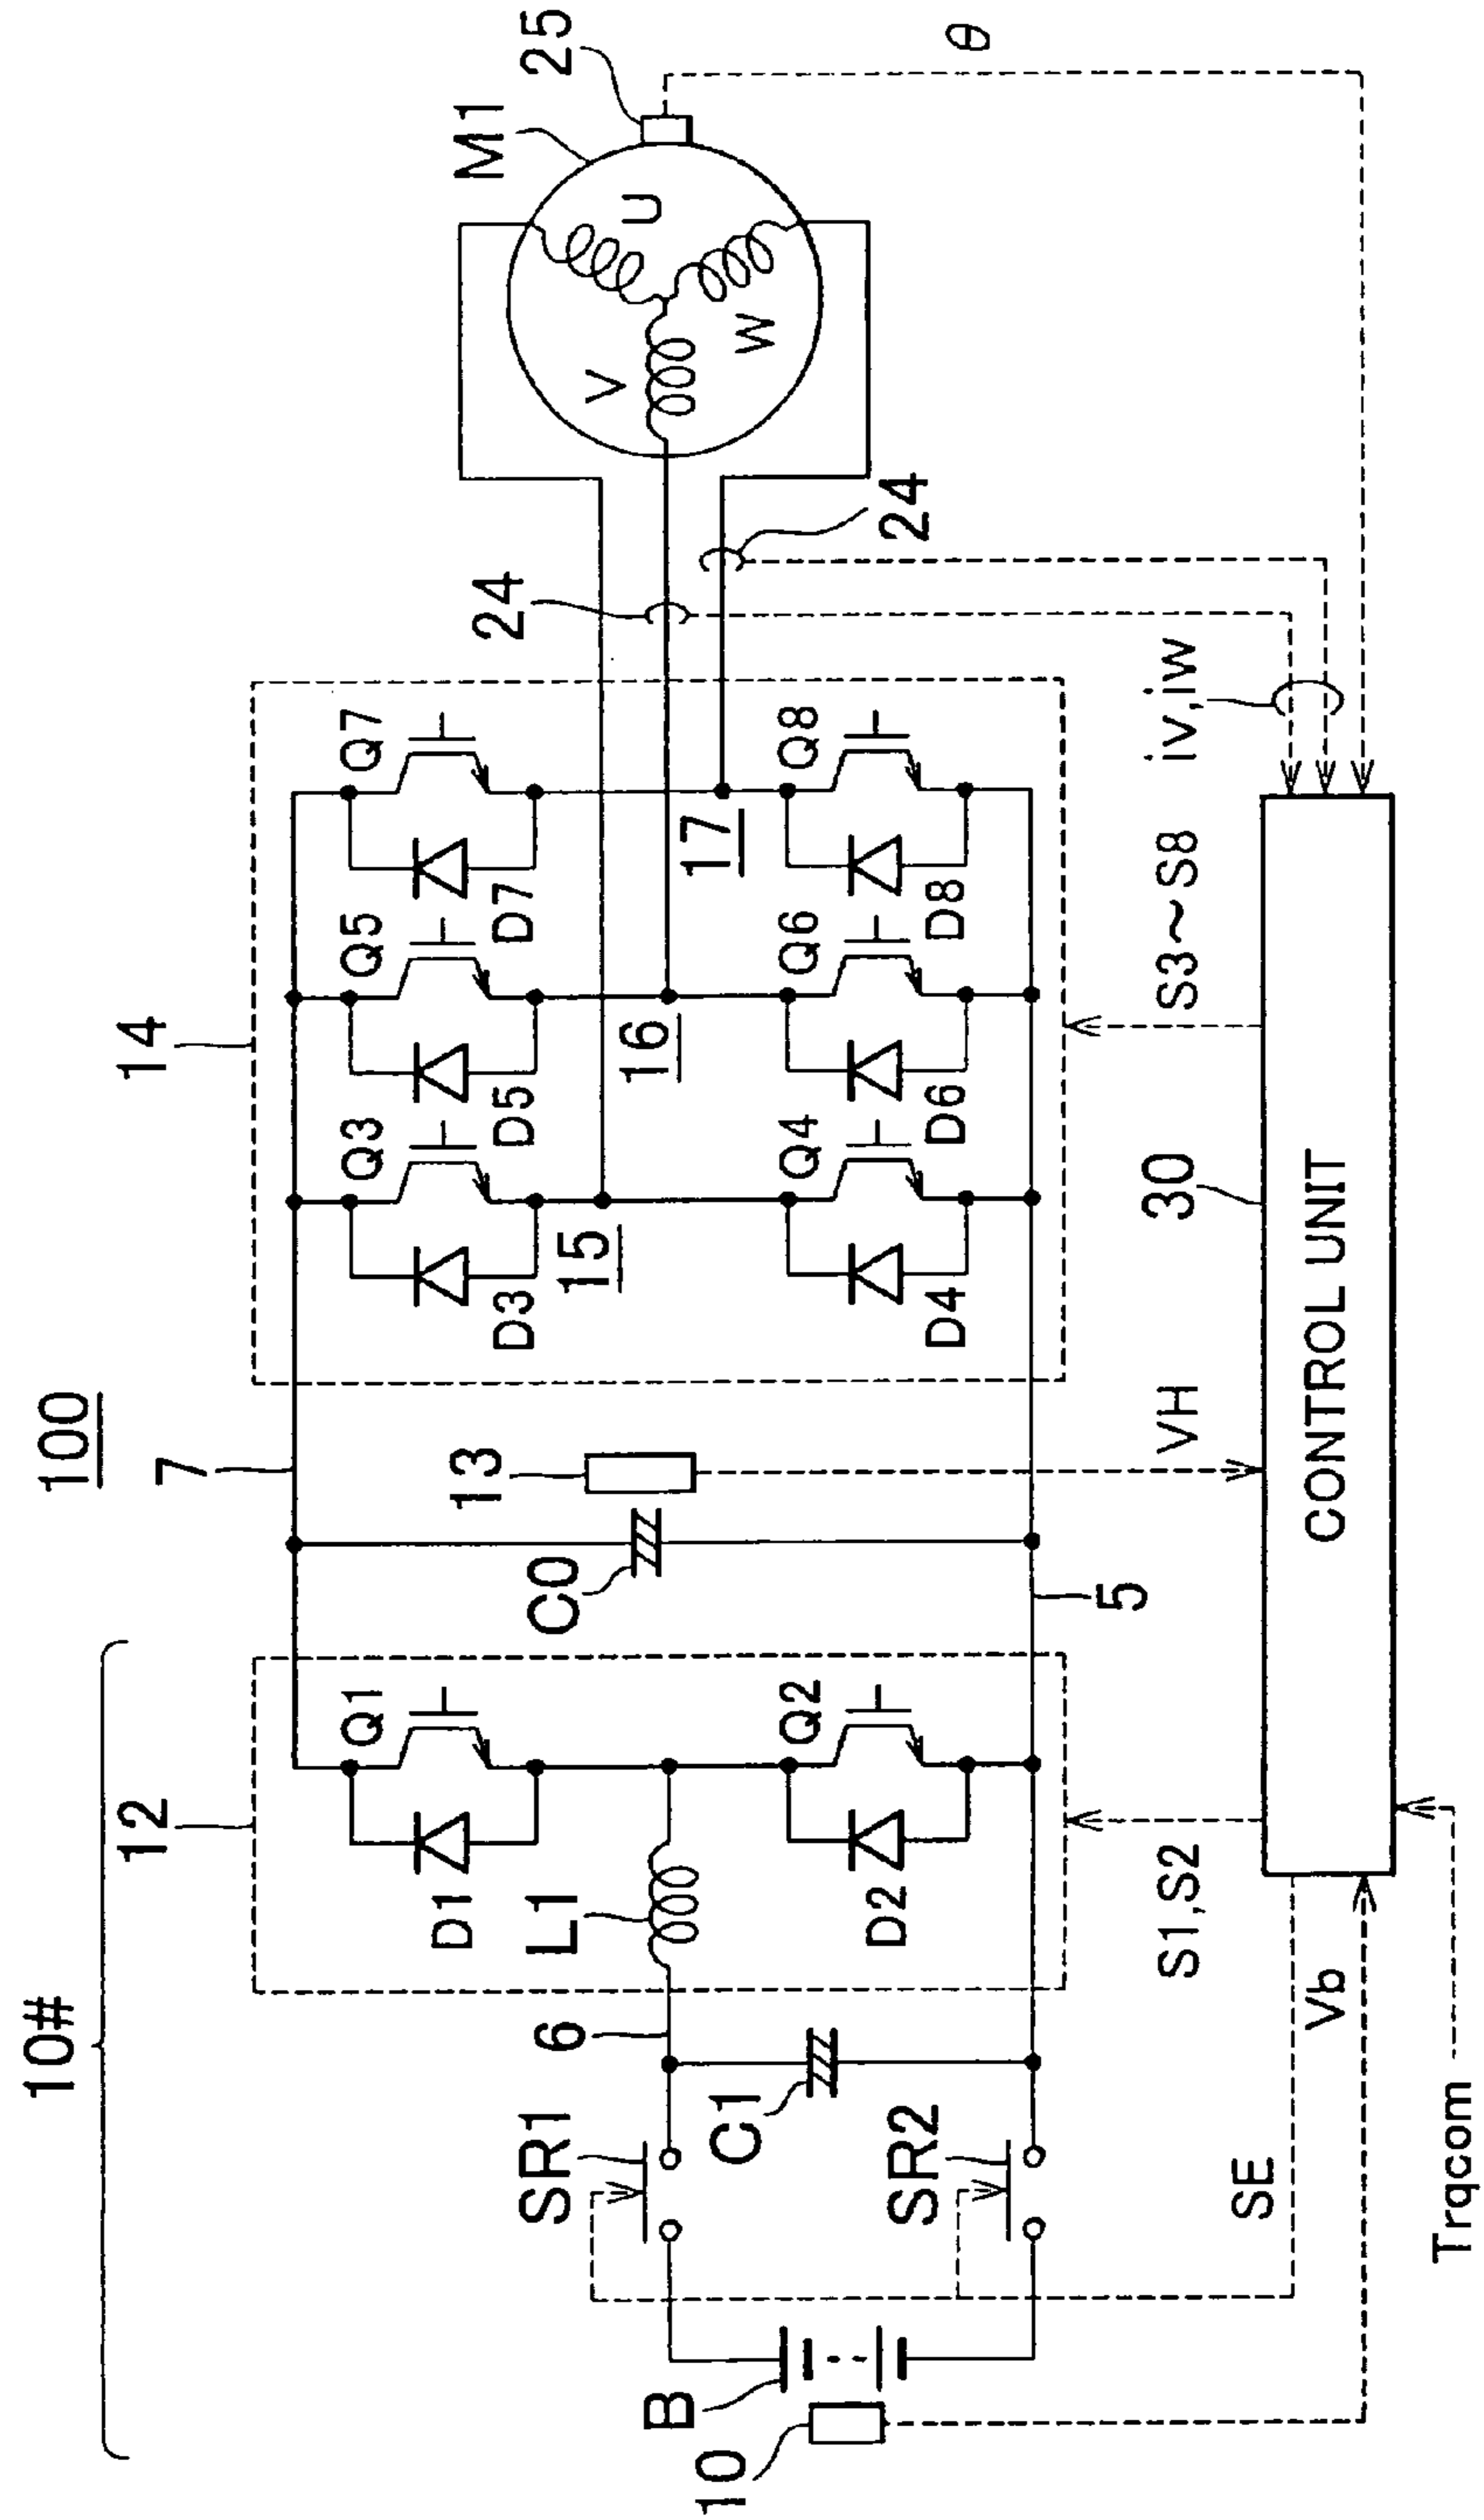 100
10#
12
7
14
Q1
D1
L1
6
SR1
B
10
C1
SR2
Q2
D2
C0
13
5
Q3
D3
Q5
D5
Q7
D7
15
16
17
Q4
D4
Q6
D6
Q8
D8
24
24
M1
25
U
V
W
θ
SE
Vb
Trqcom
S1,S2
VH
30
S3~S8
iv,iw
CONTROL UNIT